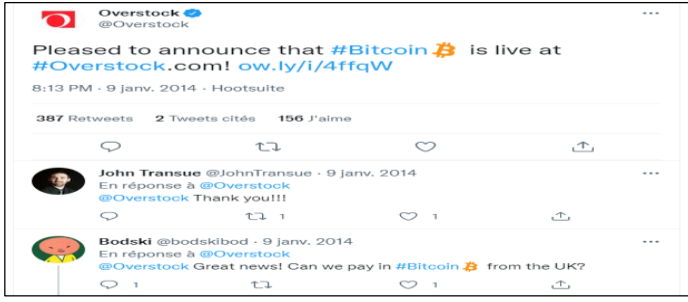 Overstock
@Overstock
Pleased to announce that #Bitcoin is live at
#Overstock.com! ow.ly/i/4ffqW
8:13 PM · 9 janv. 2014 · Hootsuite
387 Retweets 2 Tweets cités 156 J'aime
John Transue @JohnTransue · 9 janv. 2014
En réponse à @Overstock
@Overstock Thank you!!!
1 1
Bodski @bodskibod · 9 janv. 2014
En réponse à @Overstock
@Overstock Great news! Can we pay in #Bitcoin from the UK?
1 1